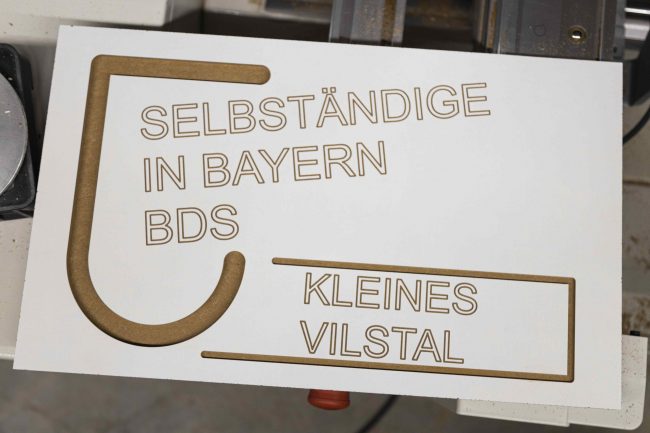 SELBSTÄNDIGE
IN BAYERN
BDS
KLEINES
VILSTAL